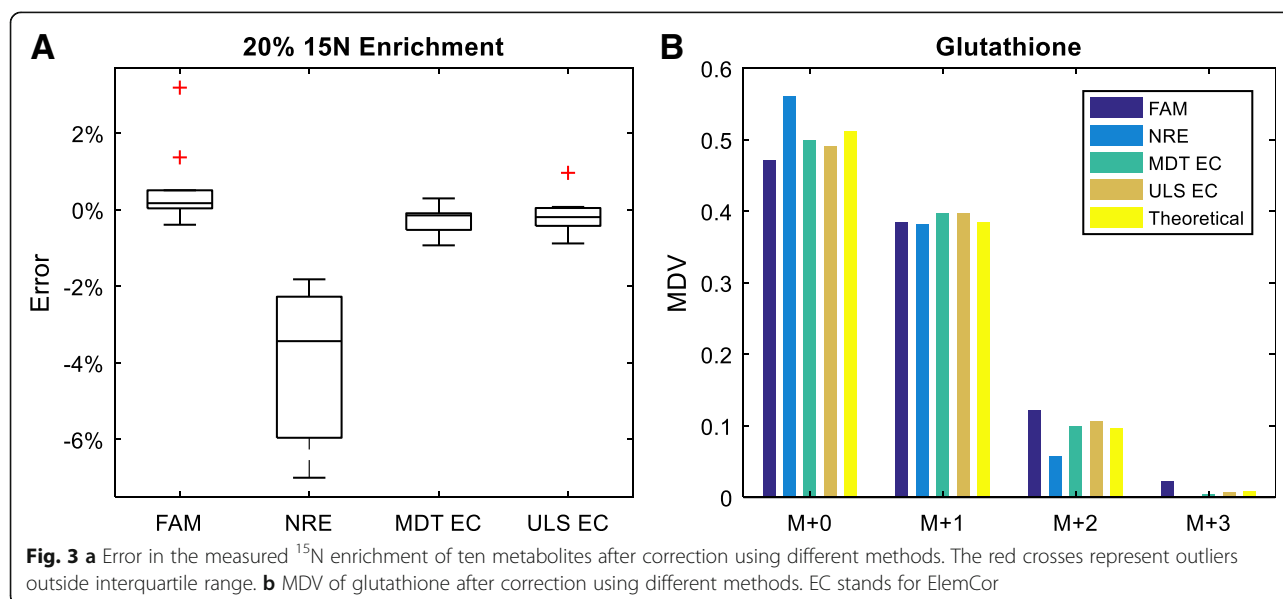 A
20% 15N Enrichment
Error
2%
0%
-2%
-4%
-6%
FAM NRE MDT EC ULS EC
B
Glutathione
MDV
0.6
0.5
0.4
0.3
0.2
0.1
0
FAM
NRE
MDT EC
ULS EC
Theoretical
M+0 M+1 M+2 M+3
Fig. 3 a Error in the measured ¹⁵N enrichment of ten metabolites after correction using different methods. The red crosses represent outliers
outside interquartile range. b MDV of glutathione after correction using different methods. EC stands for ElemCor